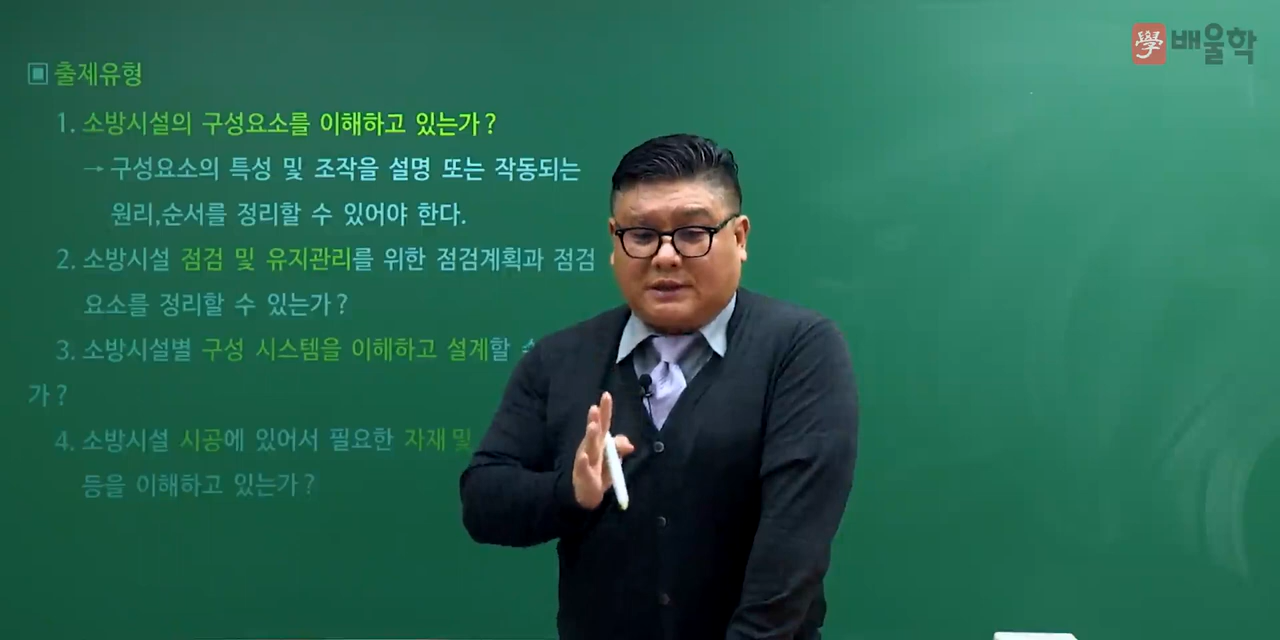 學 배울학
▣ 출제유형
1. 소방시설의 구성요소를 이해하고 있는가?
→ 구성요소의 특성 및 조작을 설명 또는 작동되는
원리,순서를 정리할 수 있어야 한다.
2. 소방시설 점검 및 유지관리를 위한 점검계획과 점검
요소를 정리할 수 있는가?
3. 소방시설별 구성 시스템을 이해하고 설계할 수
가?
4. 소방시설 시공에 있어서 필요한 자재 및
등을 이해하고 있는가?